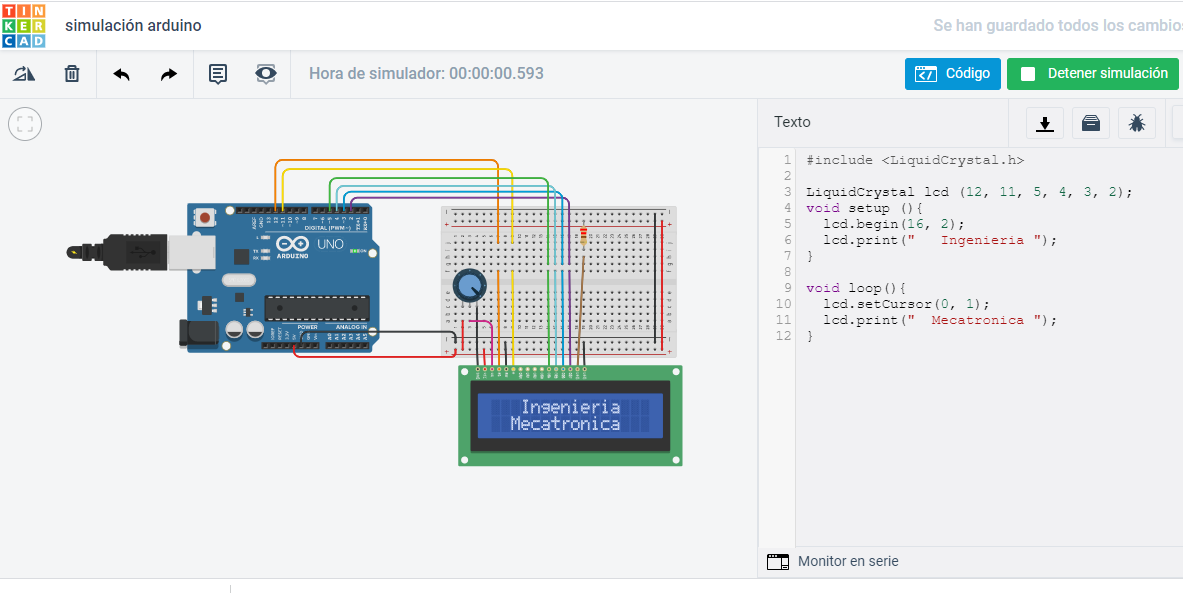 TIN
KER
CAD
simulación arduino
Se han guardado todos los cambios
Hora de simulador: 00:00:00.593
Código
Detener simulación
Texto
1 #include <LiquidCrystal.h>
2
3 LiquidCrystal lcd (12, 11, 5, 4, 3, 2);
4 void setup (){
5 lcd.begin(16, 2);
6 lcd.print("   Ingenieria ");
7 }
8
9 void loop(){
10 lcd.setCursor(0, 1);
11 lcd.print("  Mecatronica ");
12 }
DIGITAL (PWM~)
UNO
ARDUINO
POWER
ANALOG IN
Ingenieria
Mecatronica
Monitor en serie